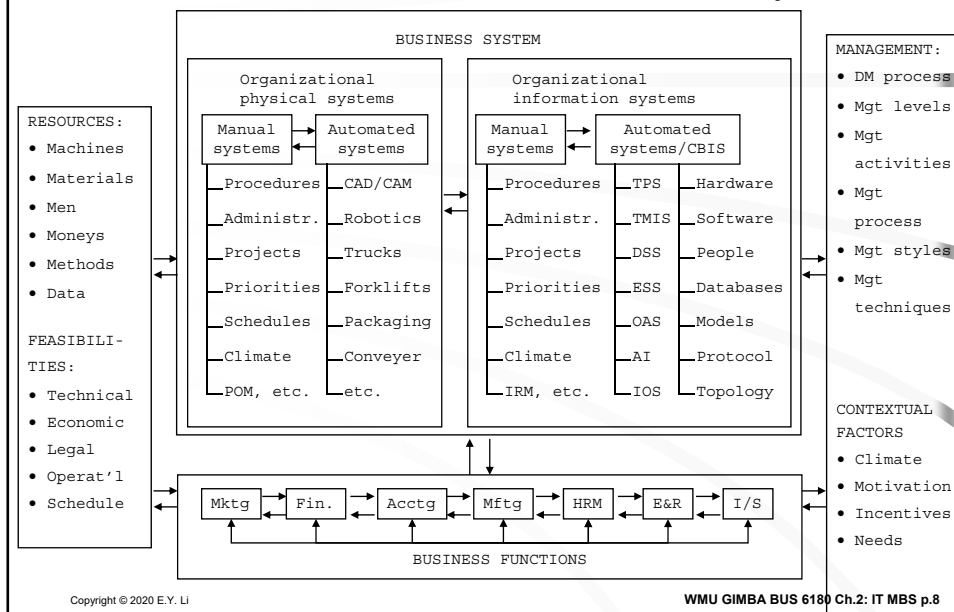 BUSINESS SYSTEM
RESOURCES:
• Machines
• Materials
• Men
• Moneys
• Methods
• Data
FEASIBILI-
TIES:
• Technical
• Economic
• Legal
• Operat'l
• Schedule
Organizational
physical systems
Manual
systems
Automated
systems
Procedures
Administr.
Projects
Priorities
Schedules
Climate
POM, etc.
CAD/CAM
Robotics
Trucks
Forklifts
Packaging
Conveyer
etc.
Organizational
information systems
Manual
systems
Automated
systems/CBIS
Procedures
Administr.
Projects
Priorities
Schedules
Climate
IRM, etc.
TPS
TMIS
DSS
ESS
OAS
AI
IOS
Hardware
Software
People
Databases
Models
Protocol
Topology
MANAGEMENT:
• DM process
• Mgt levels
• Mgt
activities
• Mgt
process
• Mgt styles
• Mgt
techniques
CONTEXTUAL
FACTORS
• Climate
• Motivation
• Incentives
• Needs
Mktg
Fin.
Acctg
Mftg
HRM
E&R
I/S
BUSINESS FUNCTIONS
Copyright © 2020 E.Y. Li
WMU GIMBA BUS 6180 Ch.2: IT MBS p.8